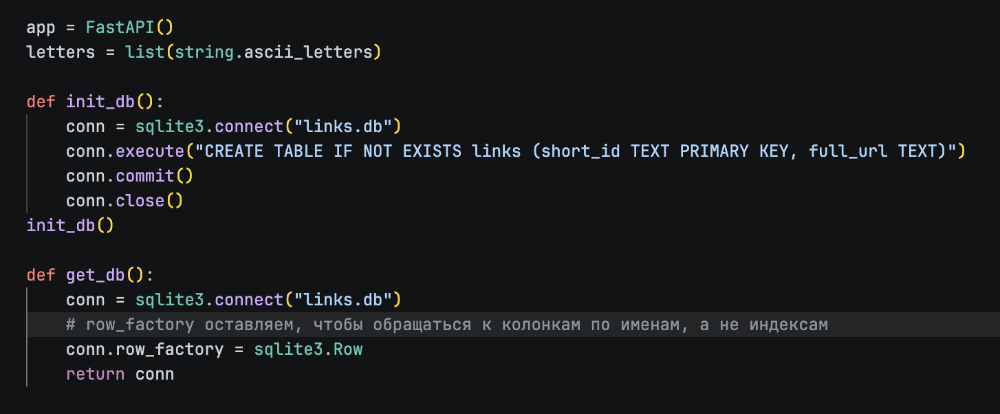 app = FastAPI()
letters = list(string.ascii_letters)
def init_db():
    conn = sqlite3.connect("links.db")
    conn.execute("CREATE TABLE IF NOT EXISTS links (short_id TEXT PRIMARY KEY, full_url TEXT)")
    conn.commit()
    conn.close()
init_db()
def get_db():
    conn = sqlite3.connect("links.db")
    # row_factory оставляем, чтобы обращаться к колонкам по именам, а не индексам
    conn.row_factory = sqlite3.Row
    return conn